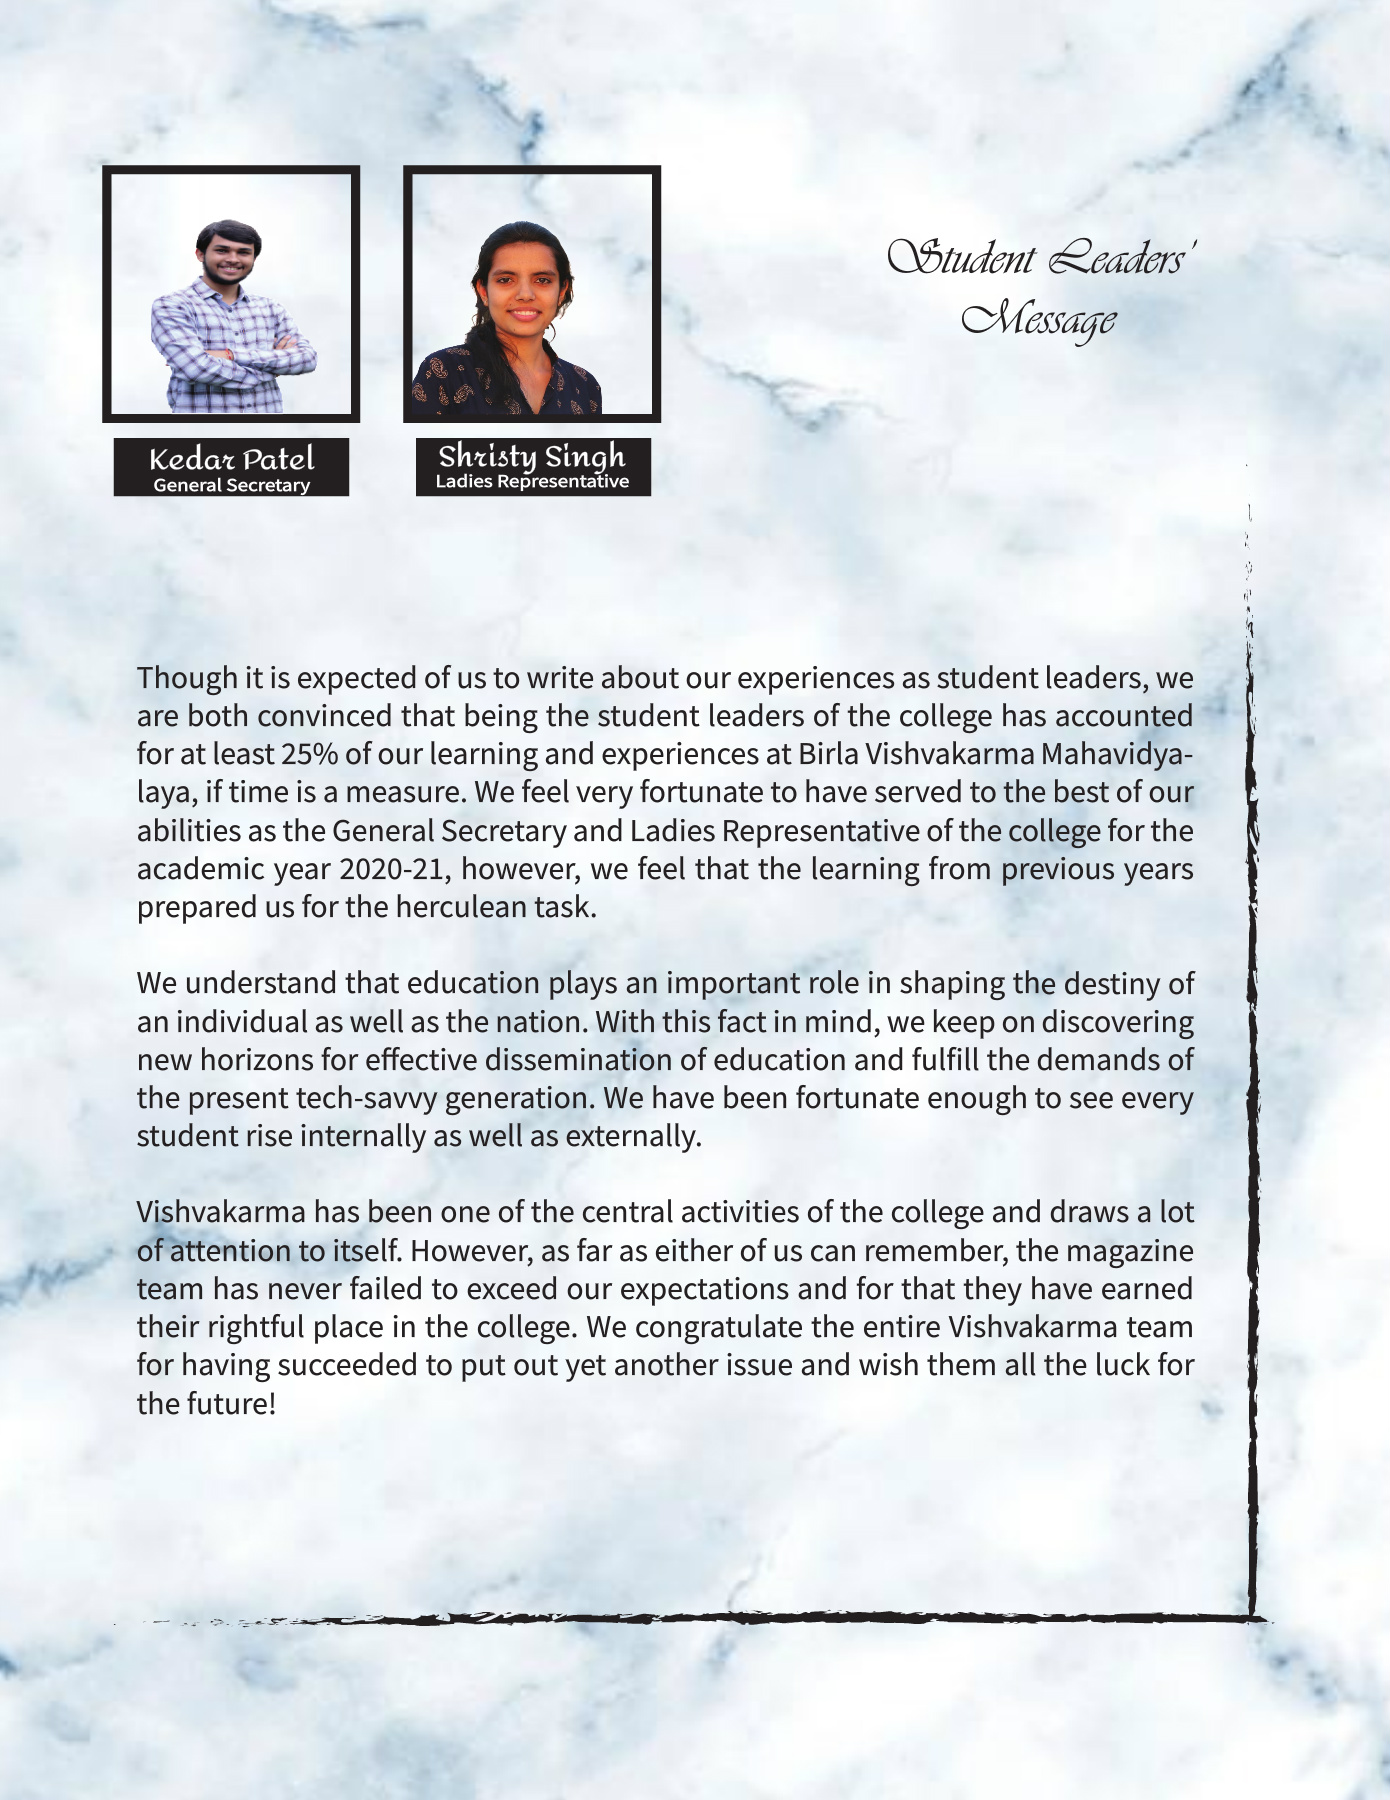 Student Leaders'
Message
Kedar Patel
General Secretary
Shristy Singh
Ladies Representative
Though it is expected of us to write about our experiences as student leaders, we
are both convinced that being the student leaders of the college has accounted
for at least 25% of our learning and experiences at Birla Vishvakarma Mahavidya-
laya, if time is a measure. We feel very fortunate to have served to the best of our
abilities as the General Secretary and Ladies Representative of the college for the
academic year 2020-21, however, we feel that the learning from previous years
prepared us for the herculean task.
We understand that education plays an important role in shaping the destiny of
an individual as well as the nation. With this fact in mind, we keep on discovering
new horizons for effective dissemination of education and fulfill the demands of
the present tech-savvy generation. We have been fortunate enough to see every
student rise internally as well as externally.
Vishvakarma has been one of the central activities of the college and draws a lot
of attention to itself. However, as far as either of us can remember, the magazine
team has never failed to exceed our expectations and for that they have earned
their rightful place in the college. We congratulate the entire Vishvakarma team
for having succeeded to put out yet another issue and wish them all the luck for
the future!